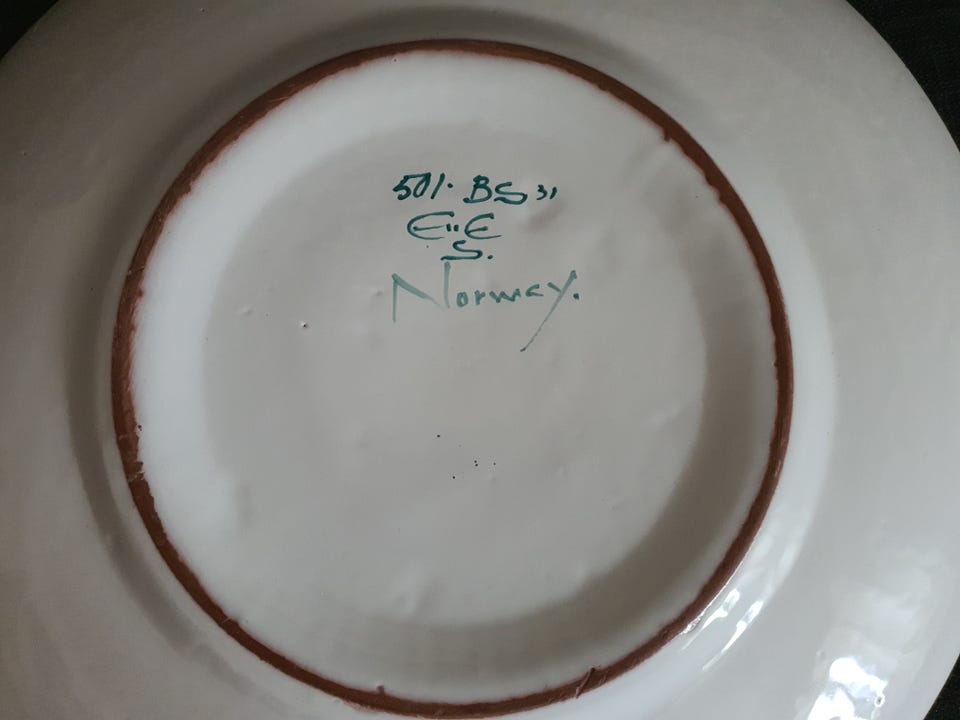 501. BS 31
E"E
S.
Norway.